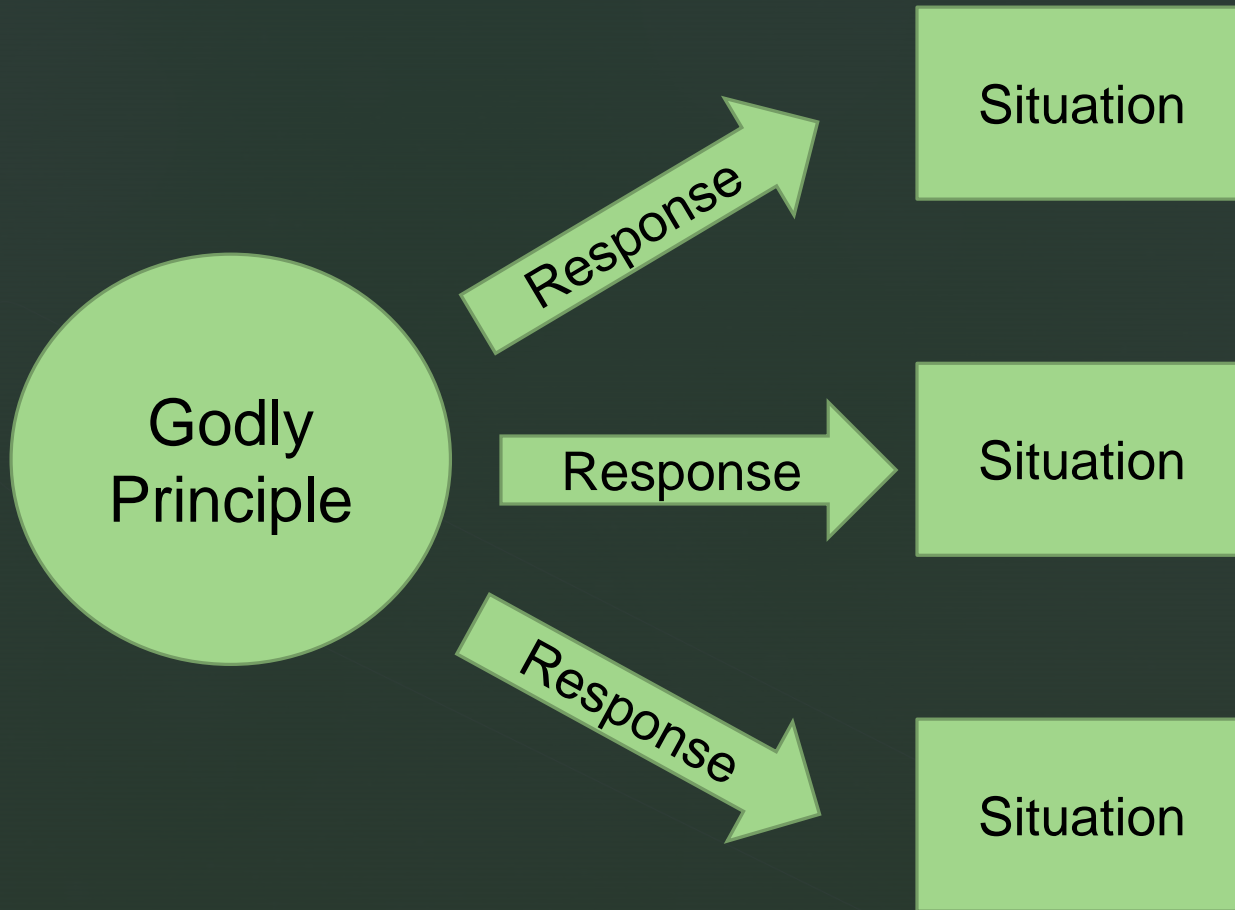 Godly
Principle
Response
Situation
Response
Situation
Response
Situation